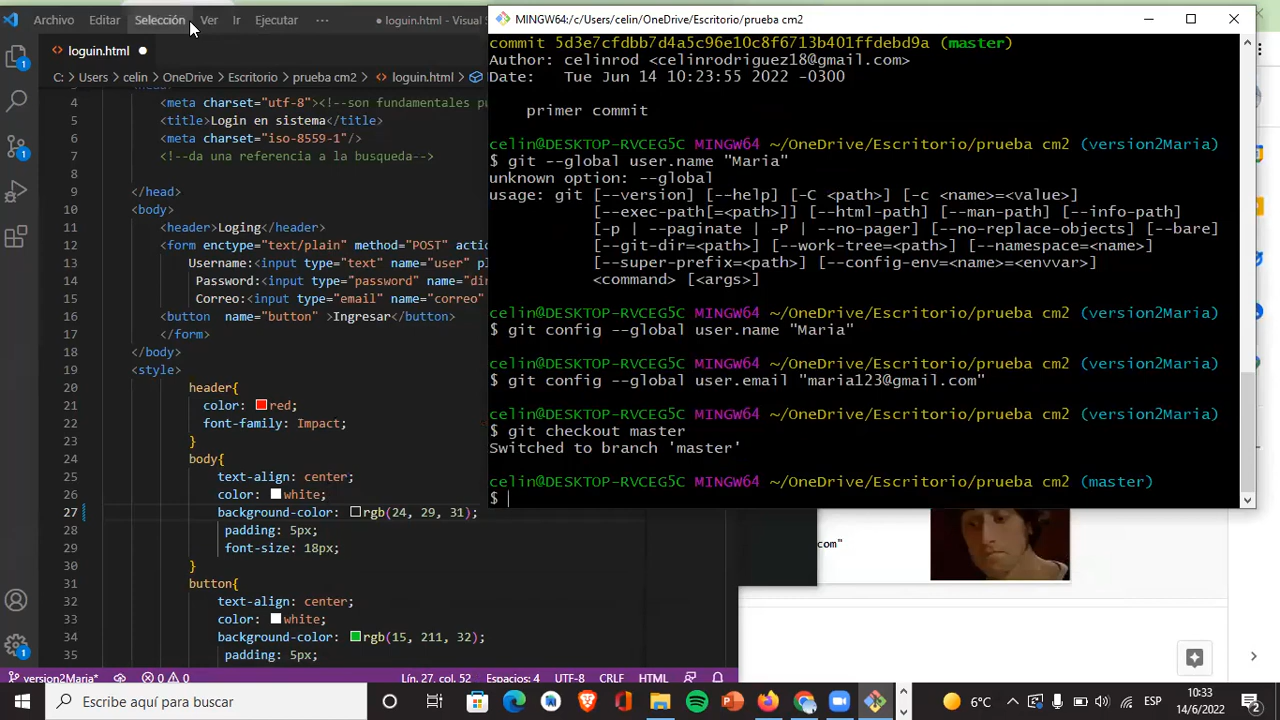 Archivo Editar Selección Ver Ir Ejecutar ··· ● loguin.html - Visual S
MINGW64:/c/Users/celin/OneDrive/Escritorio/prueba cm2
<> loguin.html ●
C: > Users > celin > OneDrive > Escritorio > prueba cm2 > <> loguin.html >
4 <meta charset="utf-8"><!--son fundamentales pu
5 <title>Login en sistema</title>
6 <meta charset="iso-8559-1"/>
7 <!--da una referencia a la busqueda-->
8
9 </head>
10 <body>
11 <header>Loging</header>
12 <form enctype="text/plain" method="POST" actio
13 Username:<input type="text" name="user" pl
14 Password:<input type="password" name="dir
15 Correo:<input type="email" name="correo"
16 <button  name="button" >Ingresar</button>
17 </form>
18 </body>
19 <style>
20 header{
21 color: red;
22 font-family: Impact;
23 }
24 body{
25 text-align: center;
26 color: white;
27 background-color: rgb(24, 29, 31);
28 padding: 5px;
29 font-size: 18px;
30 }
31 button{
32 text-align: center;
33 color: white;
34 background-color: rgb(15, 211, 32);
35 padding: 5px;
commit 5d3e7cfdbb7d4a5c96e10c8f6713b401ffdebd9a (master)
Author: celinrod <celinrodriguez18@gmail.com>
Date:   Tue Jun 14 10:23:55 2022 -0300
primer commit
celin@DESKTOP-RVCEG5C MINGW64 ~/OneDrive/Escritorio/prueba cm2 (version2Maria)
$ git --global user.name "Maria"
unknown option: --global
usage: git [--version] [--help] [-C <path>] [-c <name>=<value>]
[--exec-path[=<path>]] [--html-path] [--man-path] [--info-path]
[-p | --paginate | -P | --no-pager] [--no-replace-objects] [--bare]
[--git-dir=<path>] [--work-tree=<path>] [--namespace=<name>]
[--super-prefix=<path>] [--config-env=<name>=<envvar>]
<command> [<args>]
celin@DESKTOP-RVCEG5C MINGW64 ~/OneDrive/Escritorio/prueba cm2 (version2Maria)
$ git config --global user.name "Maria"
celin@DESKTOP-RVCEG5C MINGW64 ~/OneDrive/Escritorio/prueba cm2 (version2Maria)
$ git config --global user.email "maria123@gmail.com"
celin@DESKTOP-RVCEG5C MINGW64 ~/OneDrive/Escritorio/prueba cm2 (version2Maria)
$ git checkout master
Switched to branch 'master'
celin@DESKTOP-RVCEG5C MINGW64 ~/OneDrive/Escritorio/prueba cm2 (master)
$
com"
1
1
version2Maria* 0 0 Lín. 27, col. 52 Espacios: 4 UTF-8 CRLF HTML
Escribe aquí para buscar
6°C ESP 10:33
14/6/2022 2